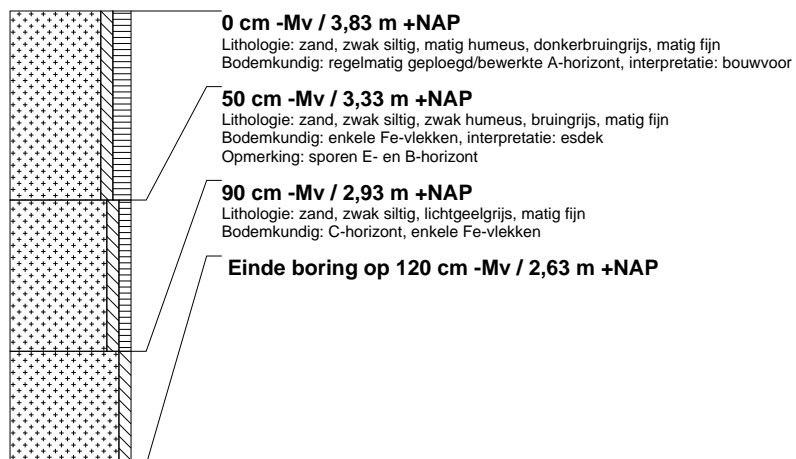 0 cm -Mv / 3,83 m +NAP
Lithologie: zand, zwak siltig, matig humeus, donkerbruingrijs, matig fijn
Bodemkundig: regelmatig geploegd/bewerkte A-horizont, interpretatie: bouwvoor
50 cm -Mv / 3,33 m +NAP
Lithologie: zand, zwak siltig, zwak humeus, bruingrijs, matig fijn
Bodemkundig: enkele Fe-vlekken, interpretatie: esdek
Opmerking: sporen E- en B-horizont
90 cm -Mv / 2,93 m +NAP
Lithologie: zand, zwak siltig, lichtgeelgrijs, matig fijn
Bodemkundig: C-horizont, enkele Fe-vlekken
Einde boring op 120 cm -Mv / 2,63 m +NAP